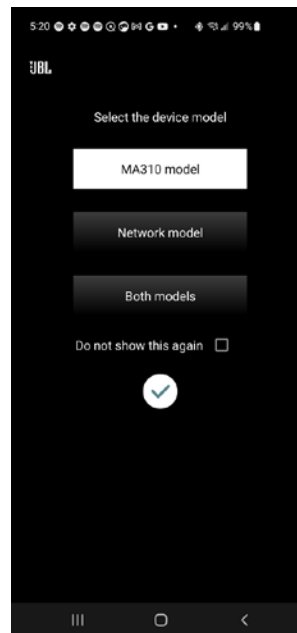 5:20 G 99%
JBL
Select the device model
MA310 model
Network model
Both models
Do not show this again